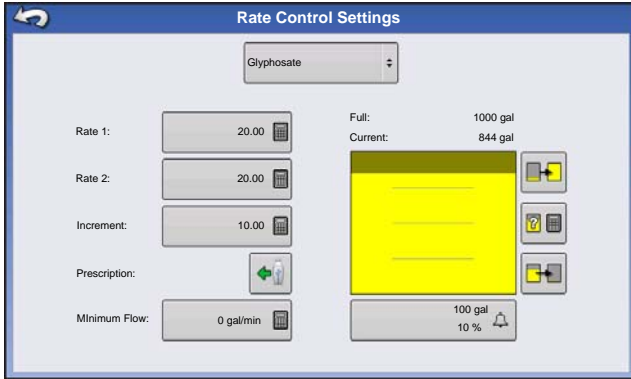 Rate Control Settings
Glyphosate
Rate 1:
20.00
Rate 2:
20.00
Increment:
10.00
Prescription:
MInimum Flow:
0 gal/min
Full:
1000 gal
Current:
844 gal
?
100 gal
10 %